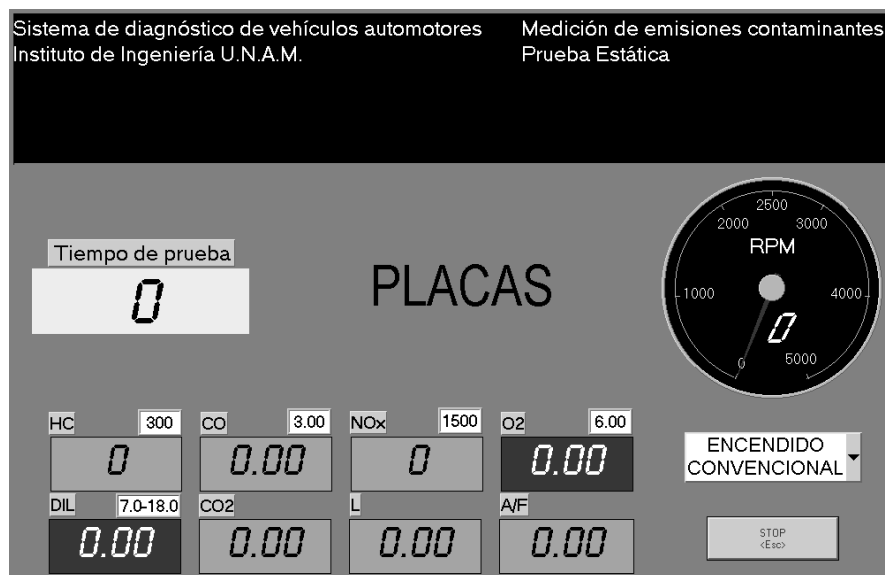 Sistema de diagnóstico de vehículos automotores
Instituto de Ingeniería U.N.A.M.
Medición de emisiones contaminantes
Prueba Estática
Tiempo de prueba
0
PLACAS
2500
2000 3000
RPM
1000 4000
0
0 5000
HC 300 CO 3.00 NOx 1500 O2 6.00
0 0.00 0 0.00
DIL 7.0-18.0 CO2 L A/F
0.00 0.00 0.00 0.00
ENCENDIDO
CONVENCIONAL
STOP
<Esc>